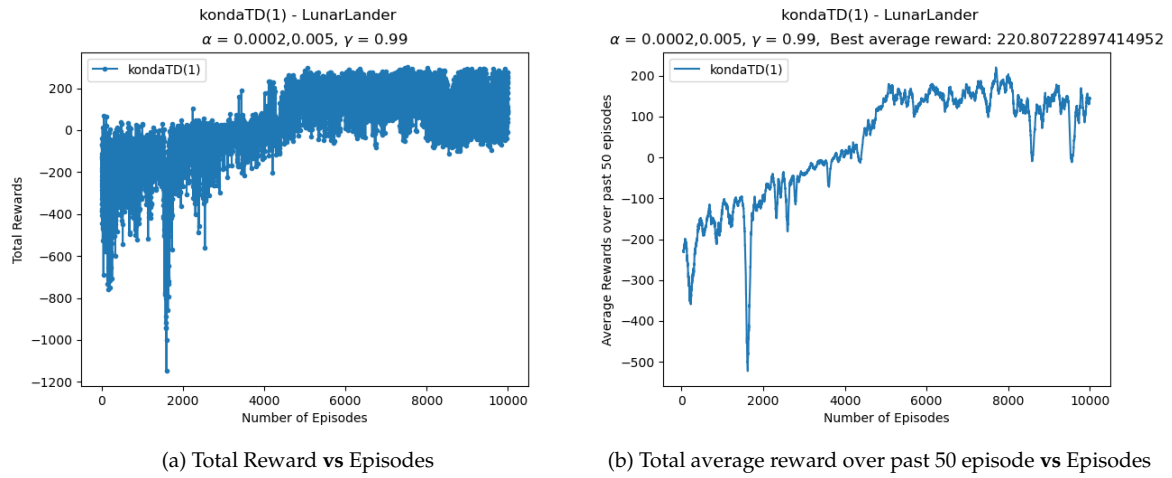 kondaTD(1) - LunarLander
α = 0.0002,0.005, γ = 0.99
kondaTD(1)
Total Rewards
200
0
−200
−400
−600
−800
−1000
−1200
0 2000 4000 6000 8000 10000
Number of Episodes
(a) Total Reward vs Episodes
kondaTD(1) - LunarLander
α = 0.0002,0.005, γ = 0.99, Best average reward: 220.80722897414952
kondaTD(1)
Average Rewards over past 50 episodes
200
100
0
−100
−200
−300
−400
−500
0 2000 4000 6000 8000 10000
Number of Episodes
(b) Total average reward over past 50 episode vs Episodes